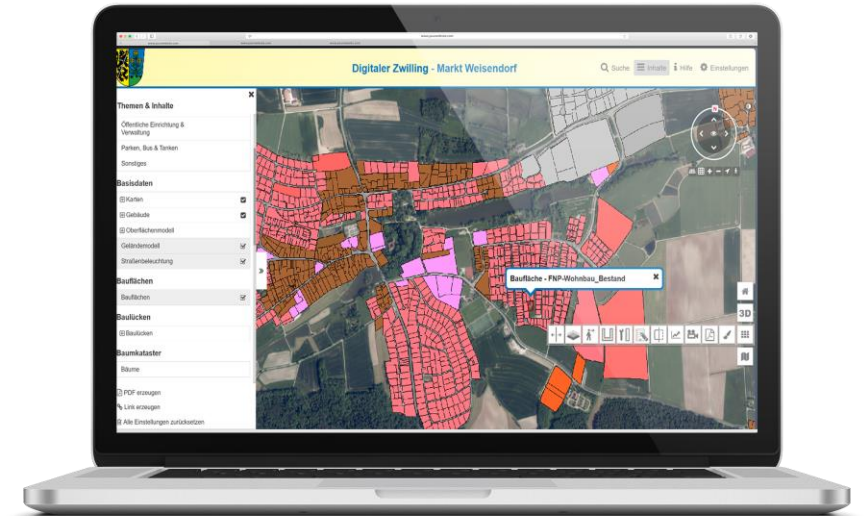 Digitaler Zwilling - Markt Weisendorf
Suche
Inhalte
Hilfe
Einstellungen
Themen & Inhalte
Öffentliche Einrichtung &
Verwaltung
Parken, Bus & Tanken
Sonstiges
Basisdaten
Karten
Gebäude
Oberflächenmodell
Geländemodell
Straßenbeleuchtung
Bauflächen
Bauflächen
Baulücken
Baulücken
Baumkataster
Bäume
PDF erzeugen
Link erzeugen
Alle Einstellungen zurücksetzen
Baufläche - FNP-Wohnbau_Bestand
3D